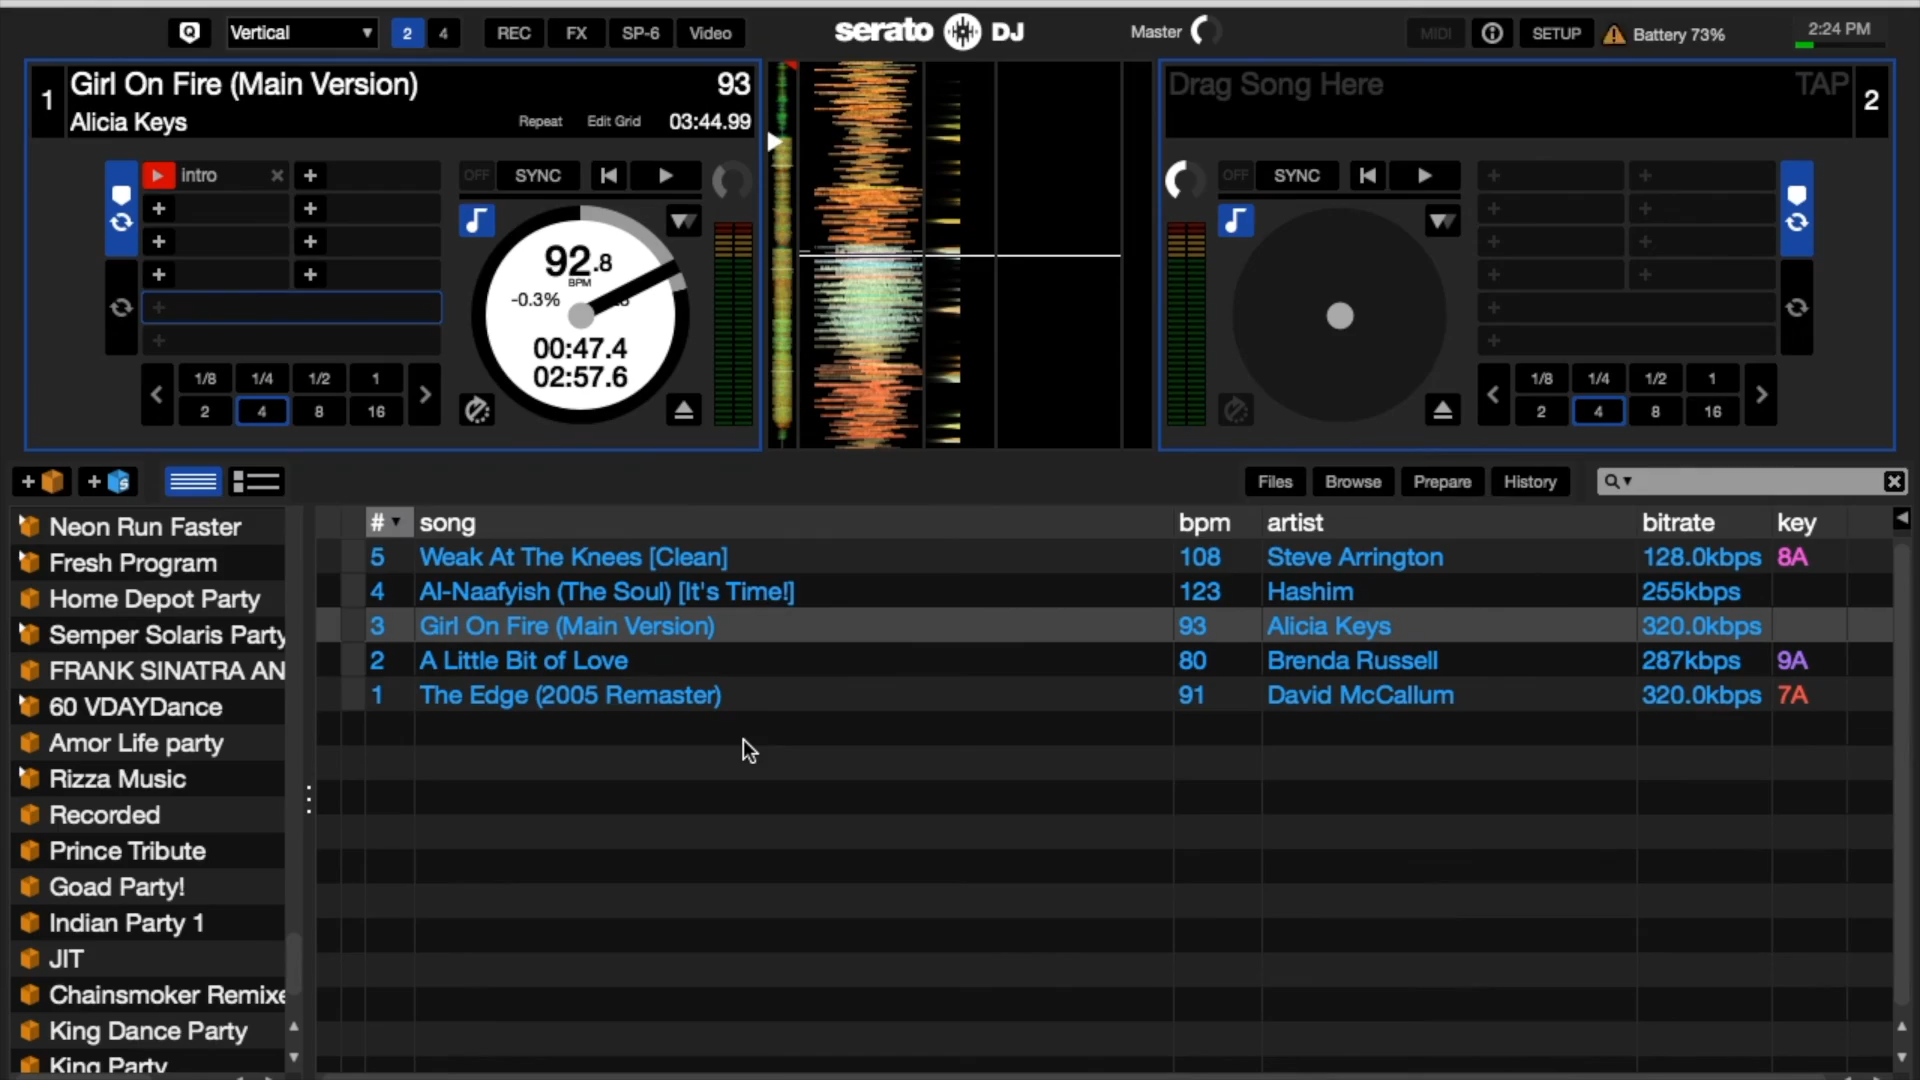 Vertical
2
4
REC
FX
SP-6
Video
serato DJ
Master
MIDI
SETUP
Battery 73%
2:24 PM
1
Girl On Fire (Main Version)
93
Alicia Keys
Repeat
Edit Grid
03:44.99
Drag Song Here
TAP
2
intro
OFF
SYNC
92.8
BPM
-0.3%
00:47.4
02:57.6
1/8
1/4
1/2
1
2
4
8
16
OFF
SYNC
1/8
1/4
1/2
1
2
4
8
16
Files
Browse
Prepare
History
Neon Run Faster
Fresh Program
Home Depot Party
Semper Solaris Party
FRANK SINATRA AN
60 VDAYDance
Amor Life party
Rizza Music
Recorded
Prince Tribute
Goad Party!
Indian Party 1
JIT
Chainsmoker Remixe
King Dance Party
King Party
# song bpm artist bitrate key
5 Weak At The Knees [Clean] 108 Steve Arrington 128.0kbps 8A
4 Al-Naafyish (The Soul) [It's Time!] 123 Hashim 255kbps
3 Girl On Fire (Main Version) 93 Alicia Keys 320.0kbps
2 A Little Bit of Love 80 Brenda Russell 287kbps 9A
1 The Edge (2005 Remaster) 91 David McCallum 320.0kbps 7A